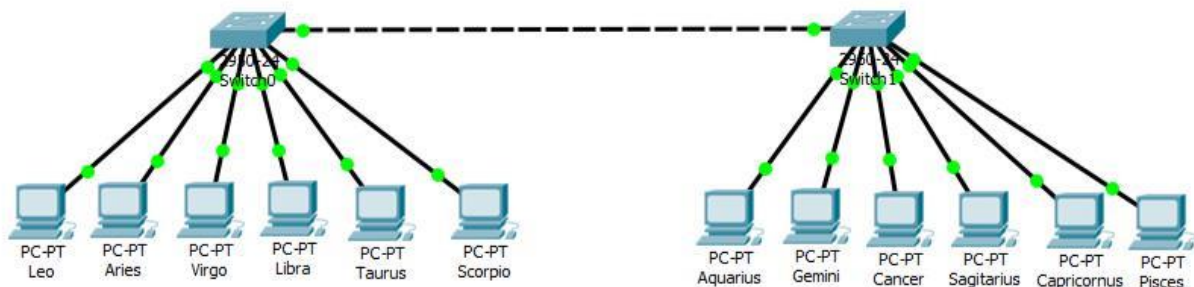 2950-24
Switch0
2950-24
Switch1
PC-PT
Leo
PC-PT
Aries
PC-PT
Virgo
PC-PT
Libra
PC-PT
Taurus
PC-PT
Scorpio
PC-PT
Aquarius
PC-PT
Gemini
PC-PT
Cancer
PC-PT
Sagitarius
PC-PT
Capricornus
PC-PT
Pisces